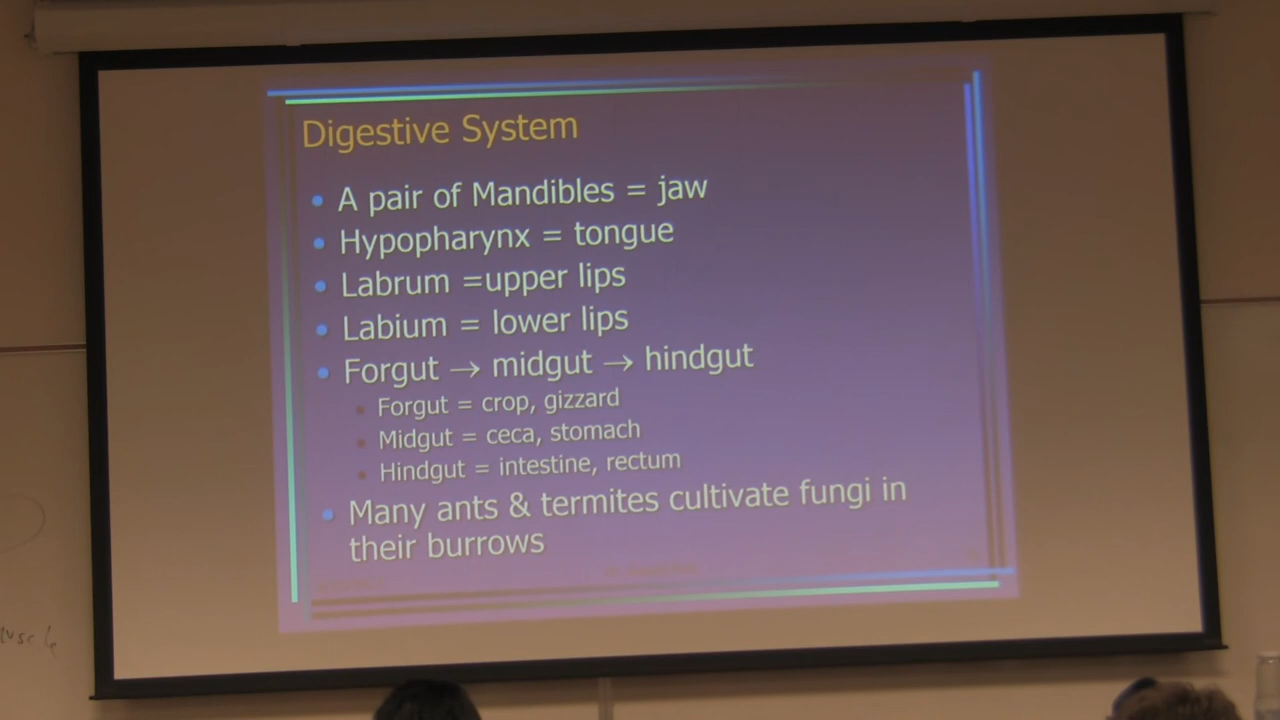 Digestive System
• A pair of Mandibles = jaw
• Hypopharynx = tongue
• Labrum =upper lips
• Labium = lower lips
• Forgut → midgut → hindgut
• Forgut = crop, gizzard
• Midgut = ceca, stomach
• Hindgut = intestine, rectum
• Many ants & termites cultivate fungi in
their burrows